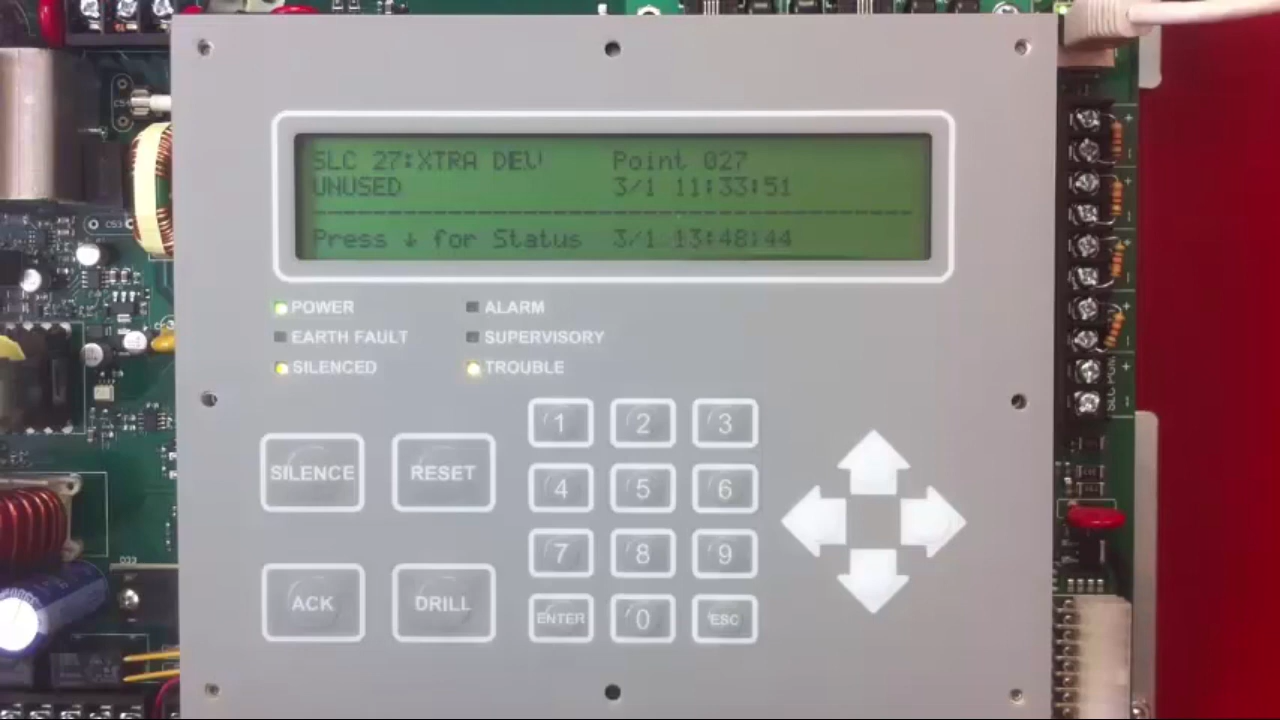 SLC 27:XTRA DEV Point 027
UNUSED 3/1 11:33:51
--------------------------------------------
Press ↓ for Status 3/1 13:48:44
POWER ALARM
EARTH FAULT SUPERVISORY
SILENCED TROUBLE
1 2 3
SILENCE RESET
4 5 6
7 8 9
ACK DRILL
ENTER 0 ESC
C53